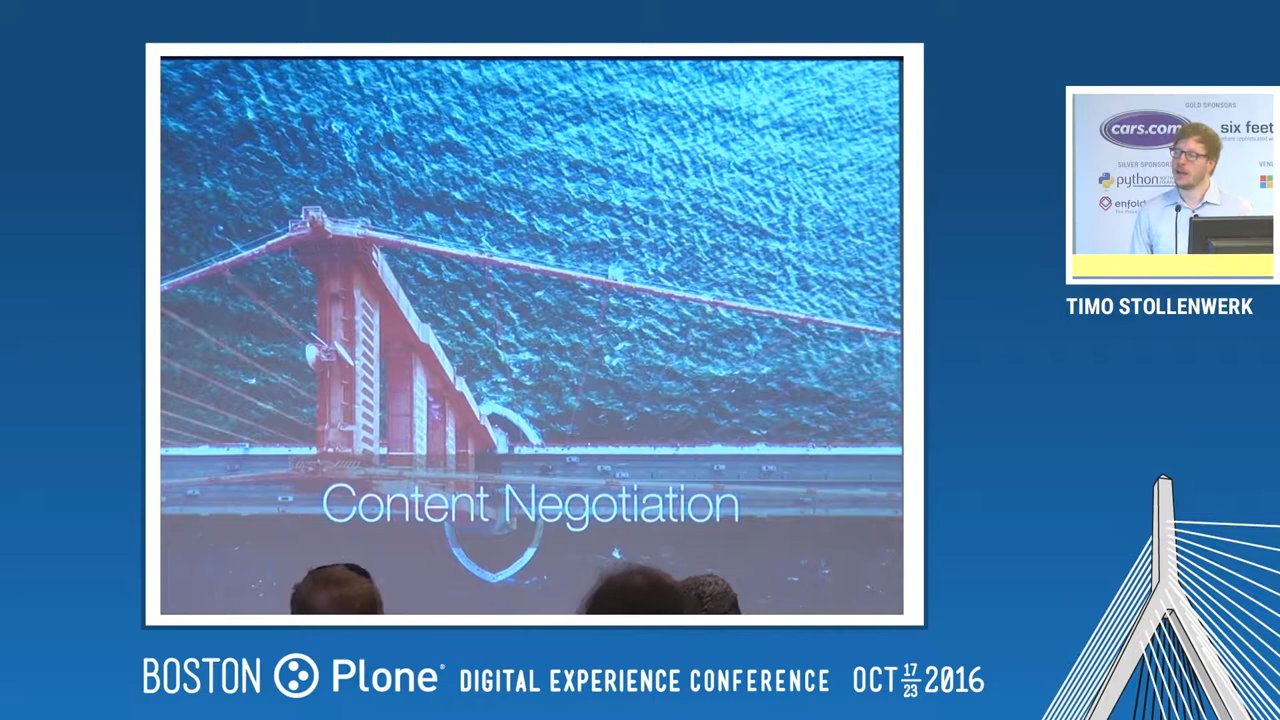 Content Negotiation
GOLD SPONSORS
cars.com
six feet
SILVER SPONSORS
python
enfold
TIMO STOLLENWERK
BOSTON Plone DIGITAL EXPERIENCE CONFERENCE OCT 17 23 2016